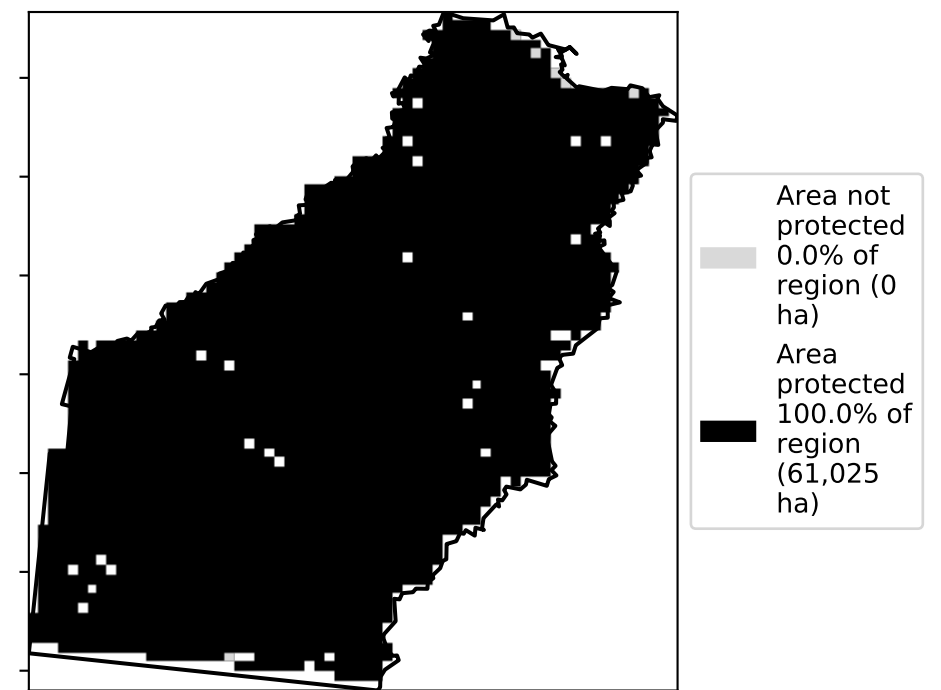 Area not
protected
0.0% of
region (0
ha)
Area
protected
100.0% of
region
(61,025
ha)